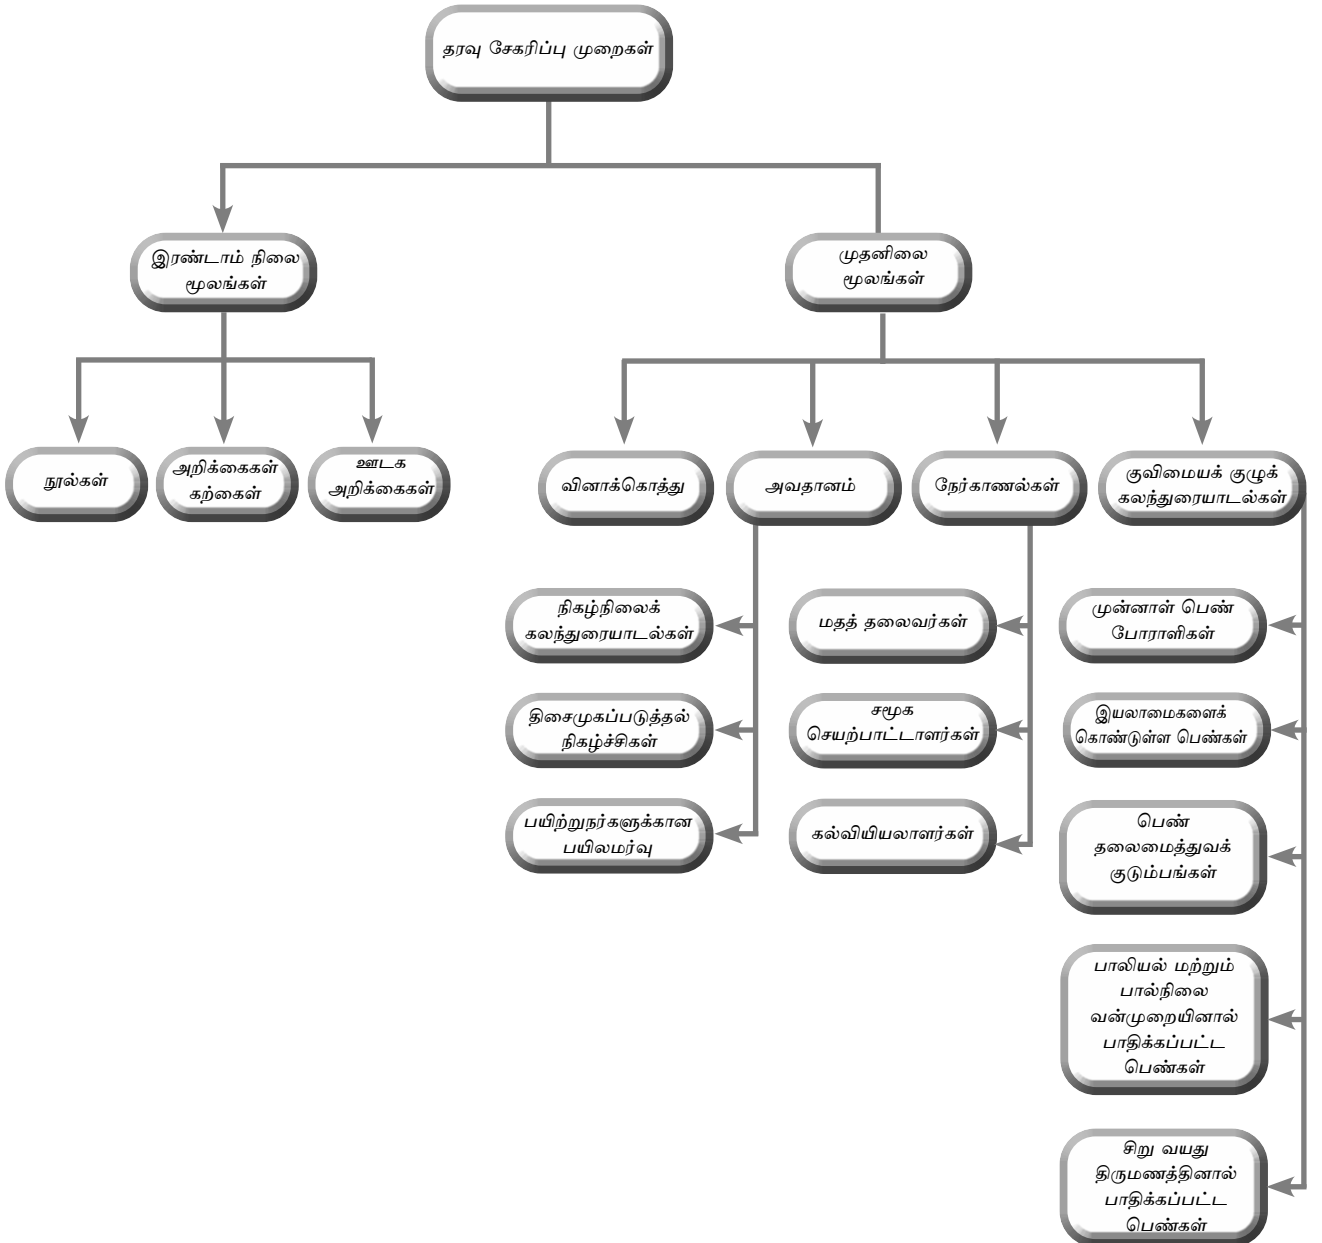 தரவு சேகரிப்பு முறைகள்
இரண்டாம் நிலை
மூலங்கள்
முதனிலை
மூலங்கள்
நூல்கள்
அறிக்கைகள்
கற்கைகள்
ஊடக
அறிக்கைகள்
வினாக்கொத்து
அவதானம்
நேர்காணல்கள்
குவிமையக் குழுக்
கலந்துரையாடல்கள்
நிகழ்நிலைக்
கலந்துரையாடல்கள்
திசைமுகப்படுத்தல்
நிகழ்ச்சிகள்
பயிற்றுநர்களுக்கான
பயிலமர்வு
மதத் தலைவர்கள்
சமூக
செயற்பாட்டாளர்கள்
கல்வியியலாளர்கள்
முன்னாள் பெண்
போராளிகள்
இயலாமைகளைக்
கொண்டுள்ள பெண்கள்
பெண்
தலைமைத்துவக்
குடும்பங்கள்
பாலியல் மற்றும்
பால்நிலை
வன்முறையினால்
பாதிக்கப்பட்ட
பெண்கள்
சிறு வயது
திருமணத்தினால்
பாதிக்கப்பட்ட
பெண்கள்